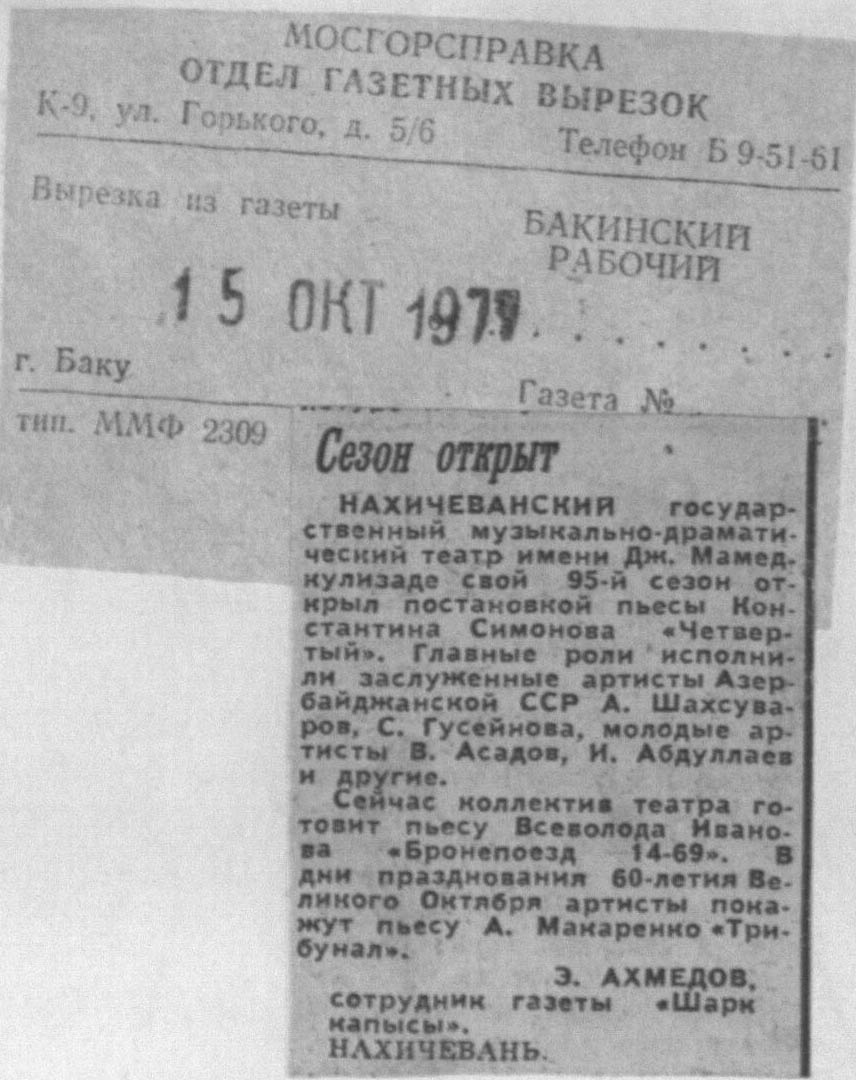 МОСГОРСПРАВКА
ОТДЕЛ ГАЗЕТНЫХ ВЫРЕЗОК
К-9, ул. Горького, д. 5/6 Телефон Б 9-51-61
Вырезка из газеты
БАКИНСКИЙ
РАБОЧИЙ
15 ОКТ 1977
г. Баку
Газета №
тип. ММФ 2309
Сезон открыт
НАХИЧЕВАНСКИЙ государ-
ственный музыкально-драмати-
ческий театр имени Дж. Мамед-
кулизаде свой 95-й сезон от-
крыл постановкой пьесы Кон-
стантина Симонова «Четвер-
тый». Главные роли исполни-
ли заслуженные артисты Азер-
байджанской ССР А. Шахсува-
ров, С. Гусейнова, молодые ар-
тисты В. Асадов, И. Абдуллаев
и другие.
Сейчас коллектив театра го-
товит пьесу Всеволода Ивано-
ва «Бронепоезд 14-69». В
дни празднования 60-летия Ве-
ликого Октября артисты пока-
жут пьесу А. Макаренко «Три-
бунал».
Э. АХМЕДОВ,
сотрудник газеты «Шарк
капысы».
НАХИЧЕВАНЬ.